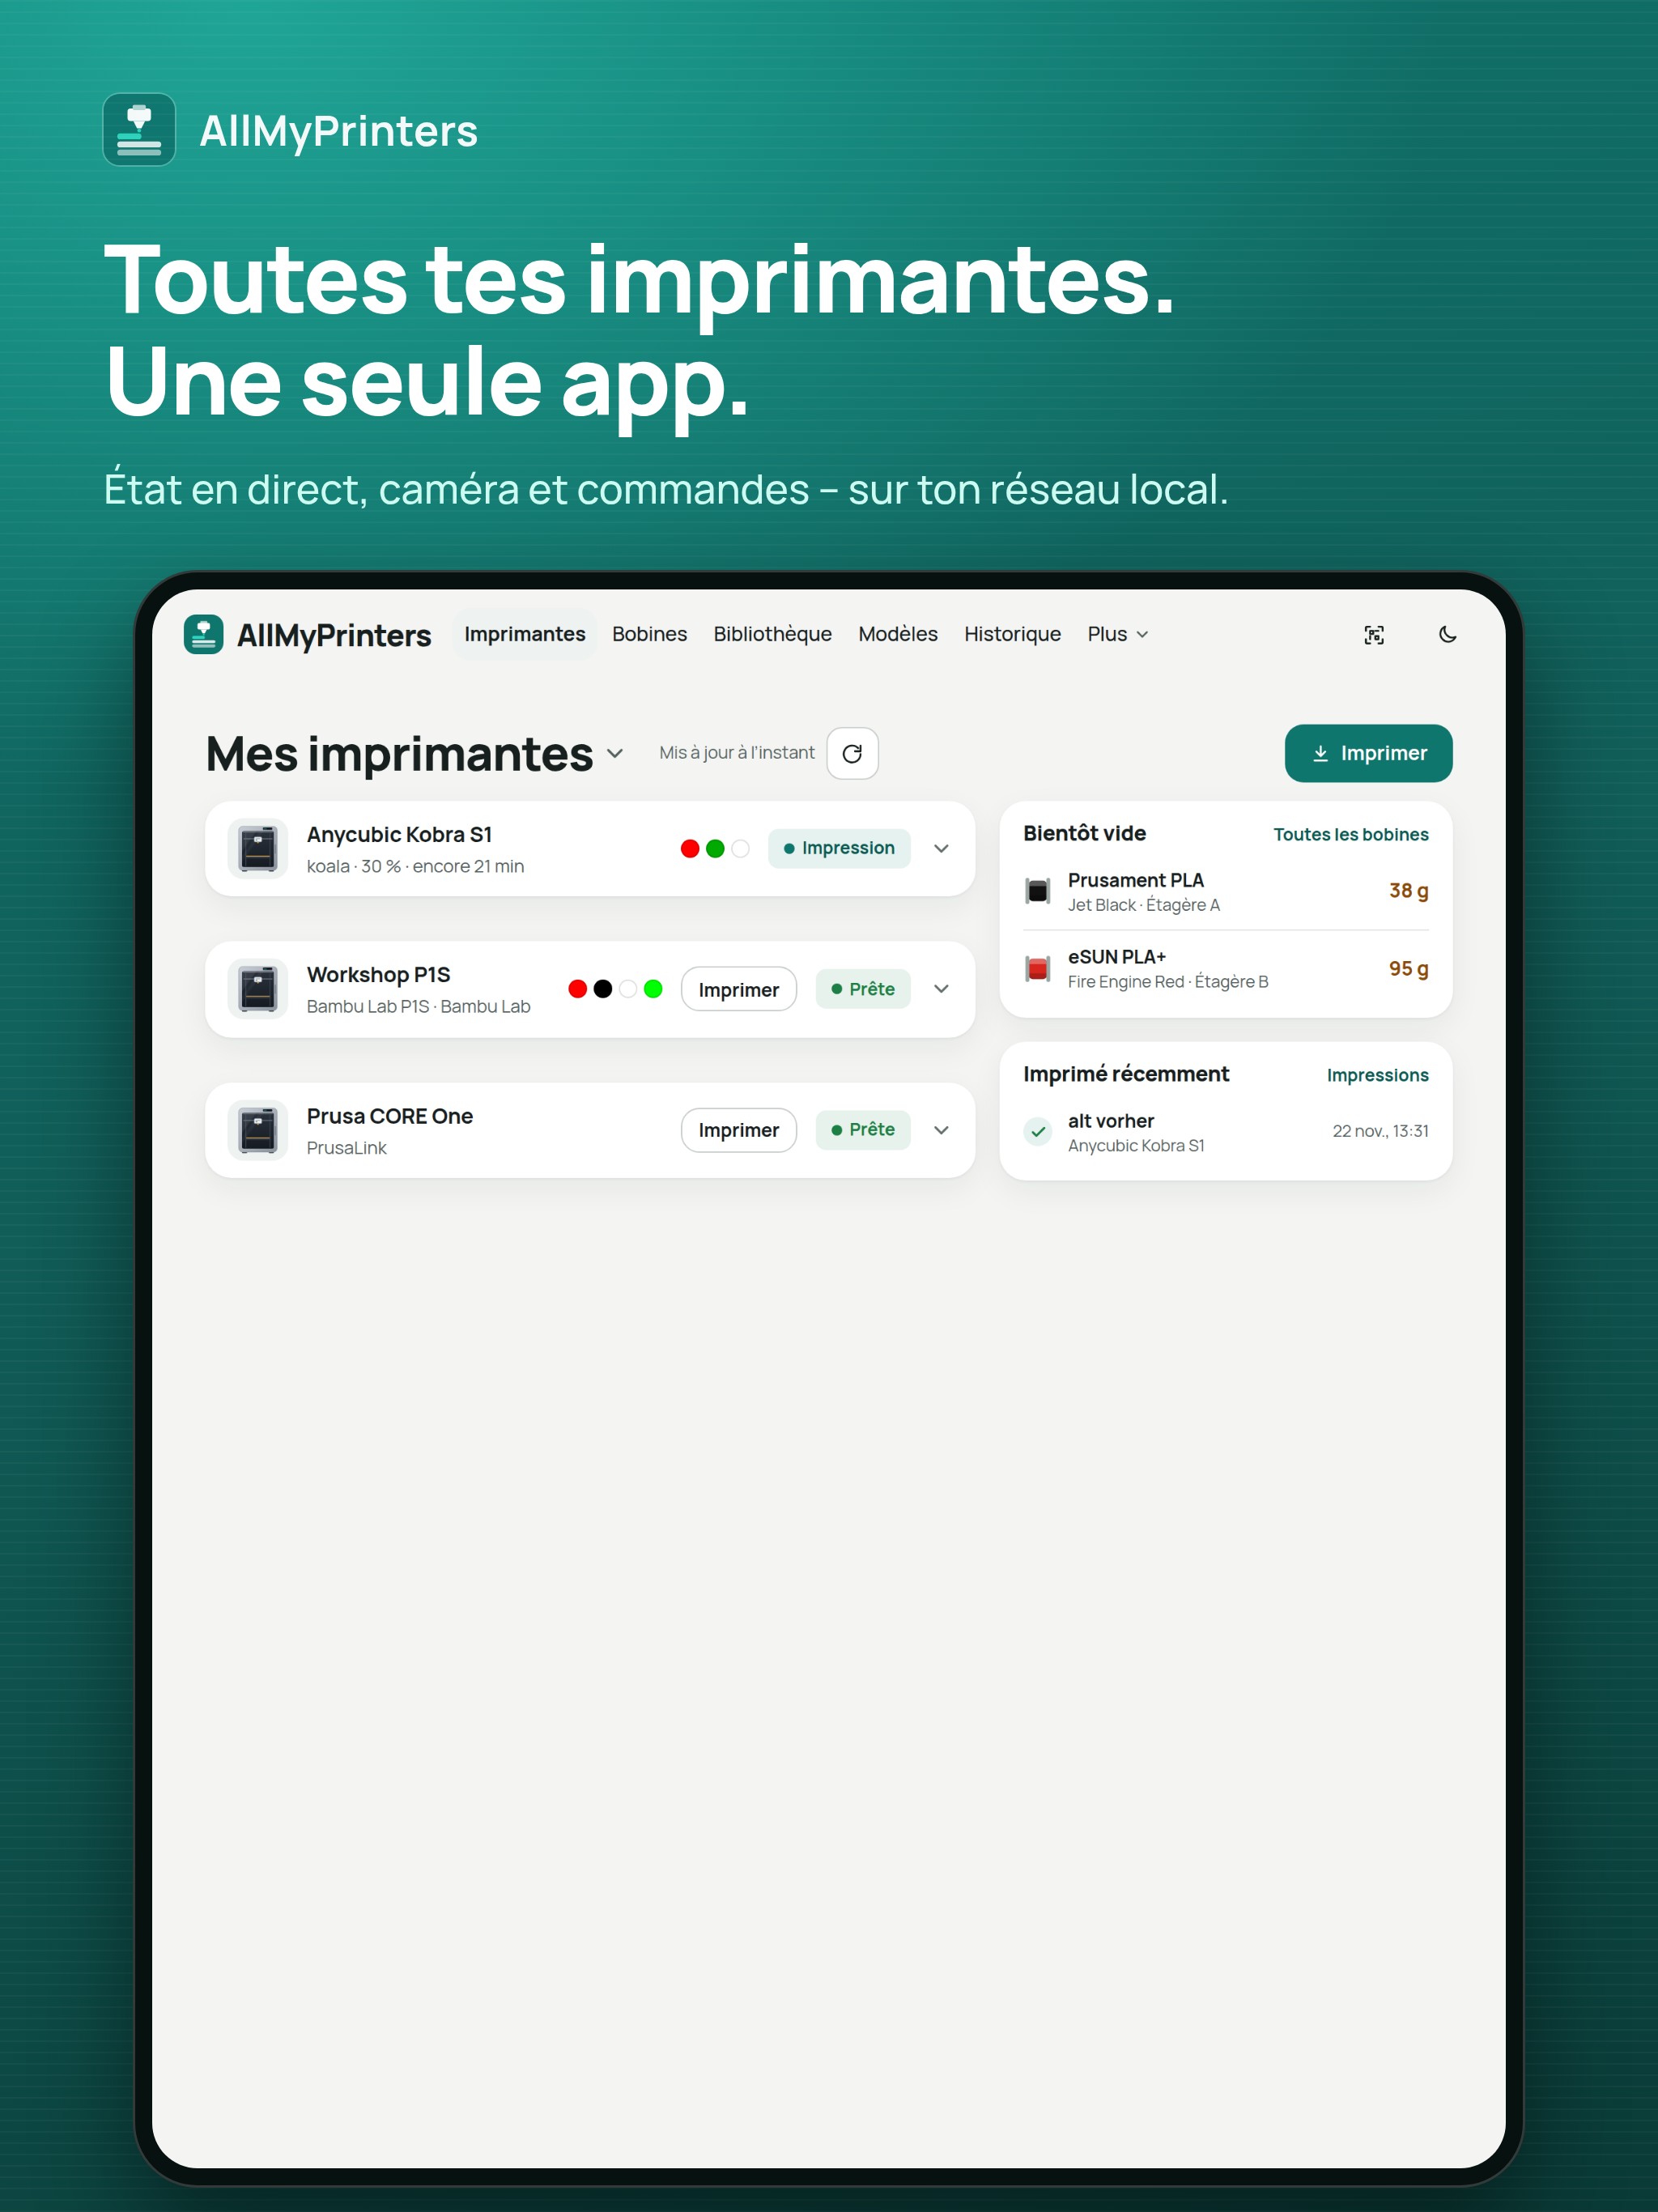 AllMyPrinters
Toutes tes imprimantes.
Une seule app.
État en direct, caméra et commandes – sur ton réseau local.
AllMyPrinters Imprimantes Bobines Bibliothèque Modèles Historique Plus
Mes imprimantes Mis à jour à l'instant Imprimer
Anycubic Kobra S1
koala · 30 % · encore 21 min
Impression
Workshop P1S
Bambu Lab P1S · Bambu Lab
Imprimer Prête
Prusa CORE One
PrusaLink
Imprimer Prête
Bientôt vide Toutes les bobines
Prusament PLA
Jet Black · Étagère A
38 g
eSUN PLA+
Fire Engine Red · Étagère B
95 g
Imprimé récemment Impressions
alt vorher
Anycubic Kobra S1
22 nov., 13:31